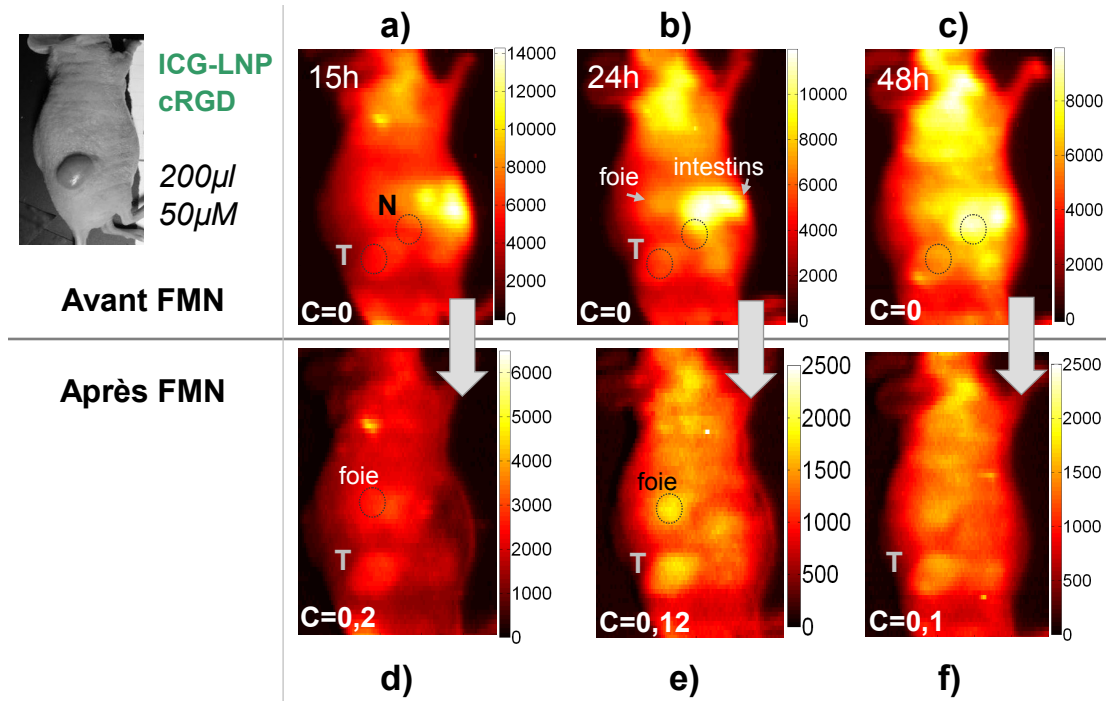 a)
b)
c)
ICG-LNP
cRGD
200µl
50µM
Avant FMN
15h
N
T
C=0
14000
12000
10000
8000
6000
4000
2000
0
24h
foie
intestins
T
C=0
10000
8000
6000
4000
2000
0
48h
C=0
8000
6000
4000
2000
0
Après FMN
foie
T
C=0,2
6000
5000
4000
3000
2000
1000
0
foie
T
C=0,12
2500
2000
1500
1000
500
0
T
C=0,1
2500
2000
1500
1000
500
0
d)
e)
f)